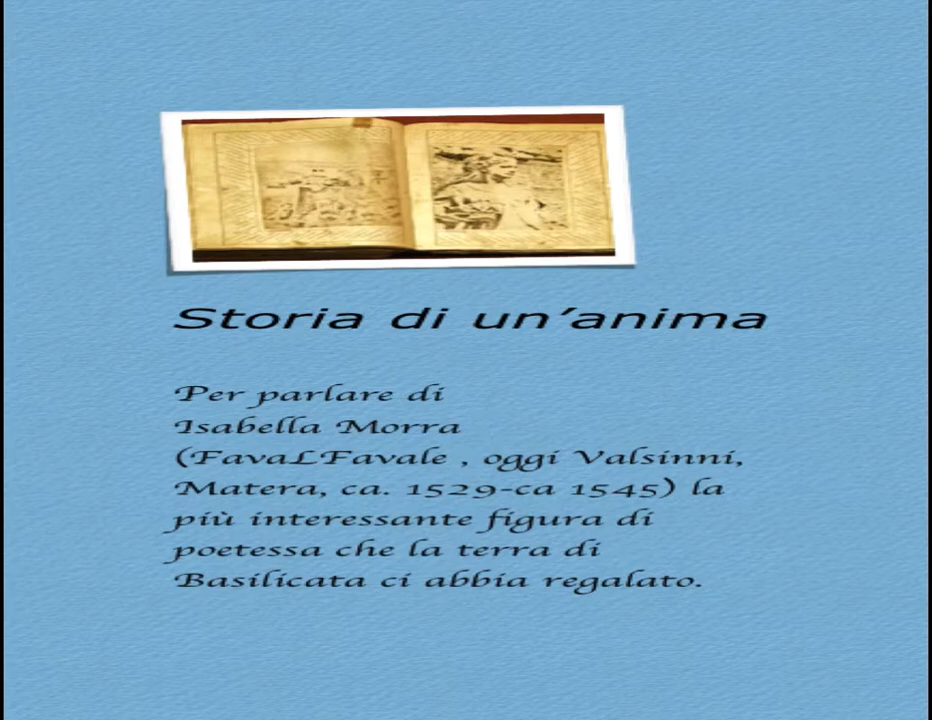 Storia di un’anima
Per parlare di
Isabella Morra
(FavaLFavale , oggi Valsinni,
Matera, ca. 1529-ca 1545) la
più interessante figura di
poetessa che la terra di
Basilicata ci abbia regalato.